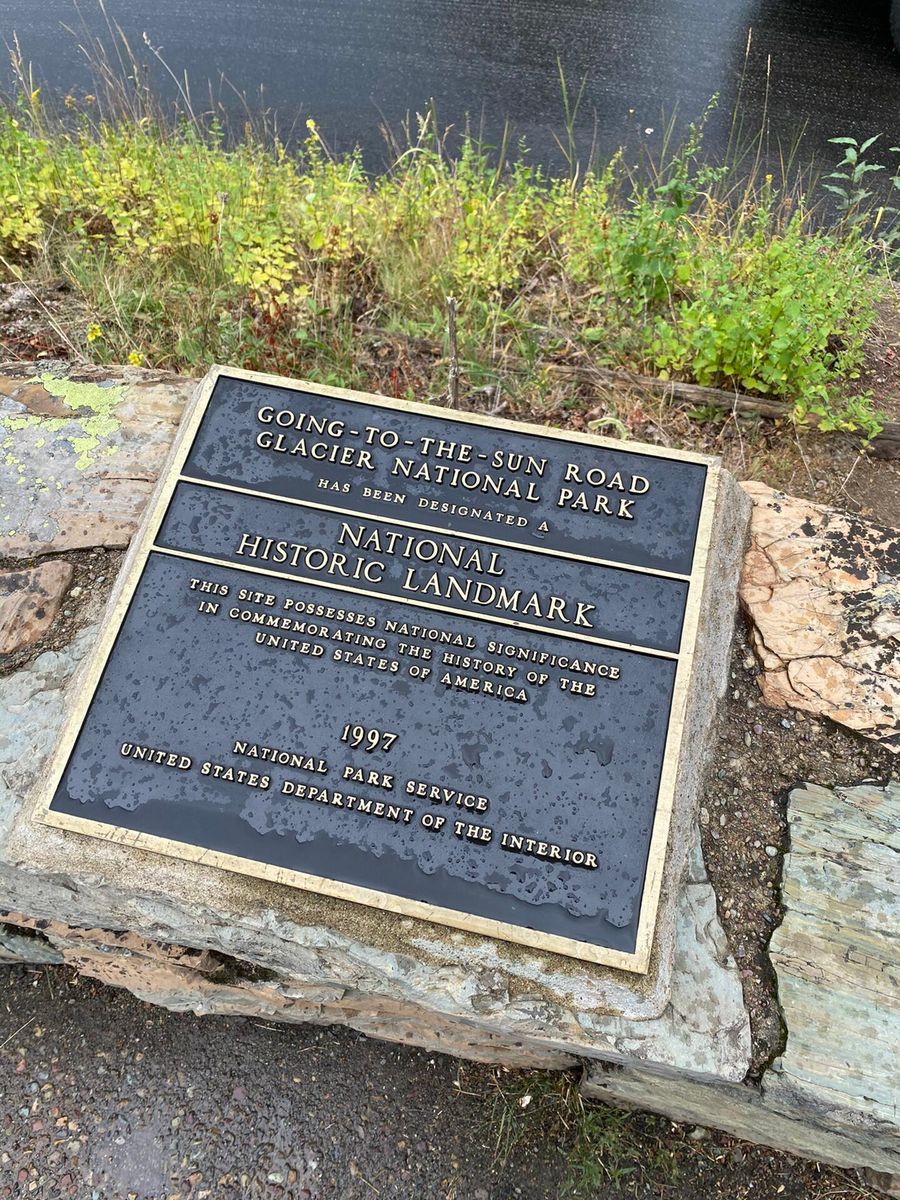 GOING-TO-THE-SUN ROAD
GLACIER NATIONAL PARK
HAS BEEN DESIGNATED A
NATIONAL
HISTORIC LANDMARK
THIS SITE POSSESSES NATIONAL SIGNIFICANCE
IN COMMEMORATING THE HISTORY OF THE
UNITED STATES OF AMERICA
1997
NATIONAL PARK SERVICE
UNITED STATES DEPARTMENT OF THE INTERIOR